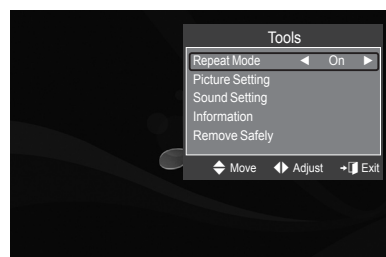 Tools
Repeat Mode ◀ On ▶
Picture Setting
Sound Setting
Information
Remove Safely
Move Adjust Exit